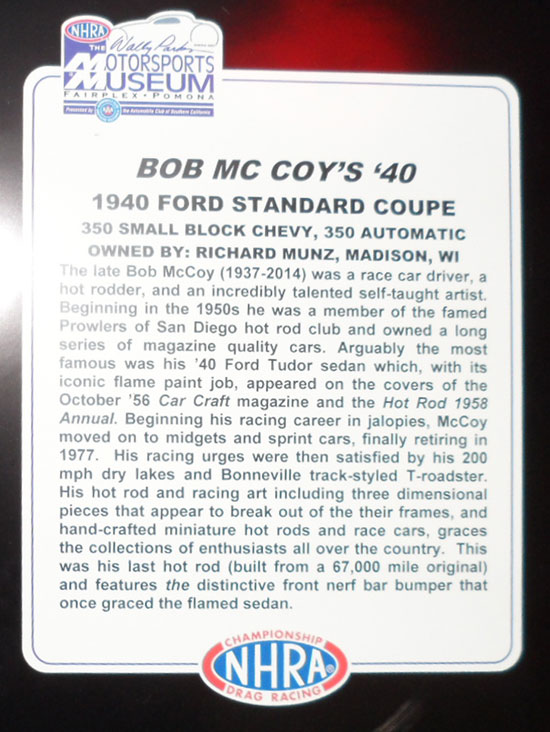 NHRA
THE Wally Parks
MOTORSPORTS
MUSEUM
FAIRPLEX • POMONA
Presented by the Automobile Club of Southern California
BOB MC COY'S '40
1940 FORD STANDARD COUPE
350 SMALL BLOCK CHEVY, 350 AUTOMATIC
OWNED BY: RICHARD MUNZ, MADISON, WI
The late Bob McCoy (1937-2014) was a race car driver, a
hot rodder, and an incredibly talented self-taught artist.
Beginning in the 1950s he was a member of the famed
Prowlers of San Diego hot rod club and owned a long
series of magazine quality cars. Arguably the most
famous was his '40 Ford Tudor sedan which, with its
iconic flame paint job, appeared on the covers of the
October '56 Car Craft magazine and the Hot Rod 1958
Annual. Beginning his racing career in jalopies, McCoy
moved on to midgets and sprint cars, finally retiring in
1977. His racing urges were then satisfied by his 200
mph dry lakes and Bonneville track-styled T-roadster.
His hot rod and racing art including three dimensional
pieces that appear to break out of the their frames, and
hand-crafted miniature hot rods and race cars, graces
the collections of enthusiasts all over the country. This
was his last hot rod (built from a 67,000 mile original)
and features the distinctive front nerf bar bumper that
once graced the flamed sedan.
CHAMPIONSHIP
NHRA
DRAG RACING